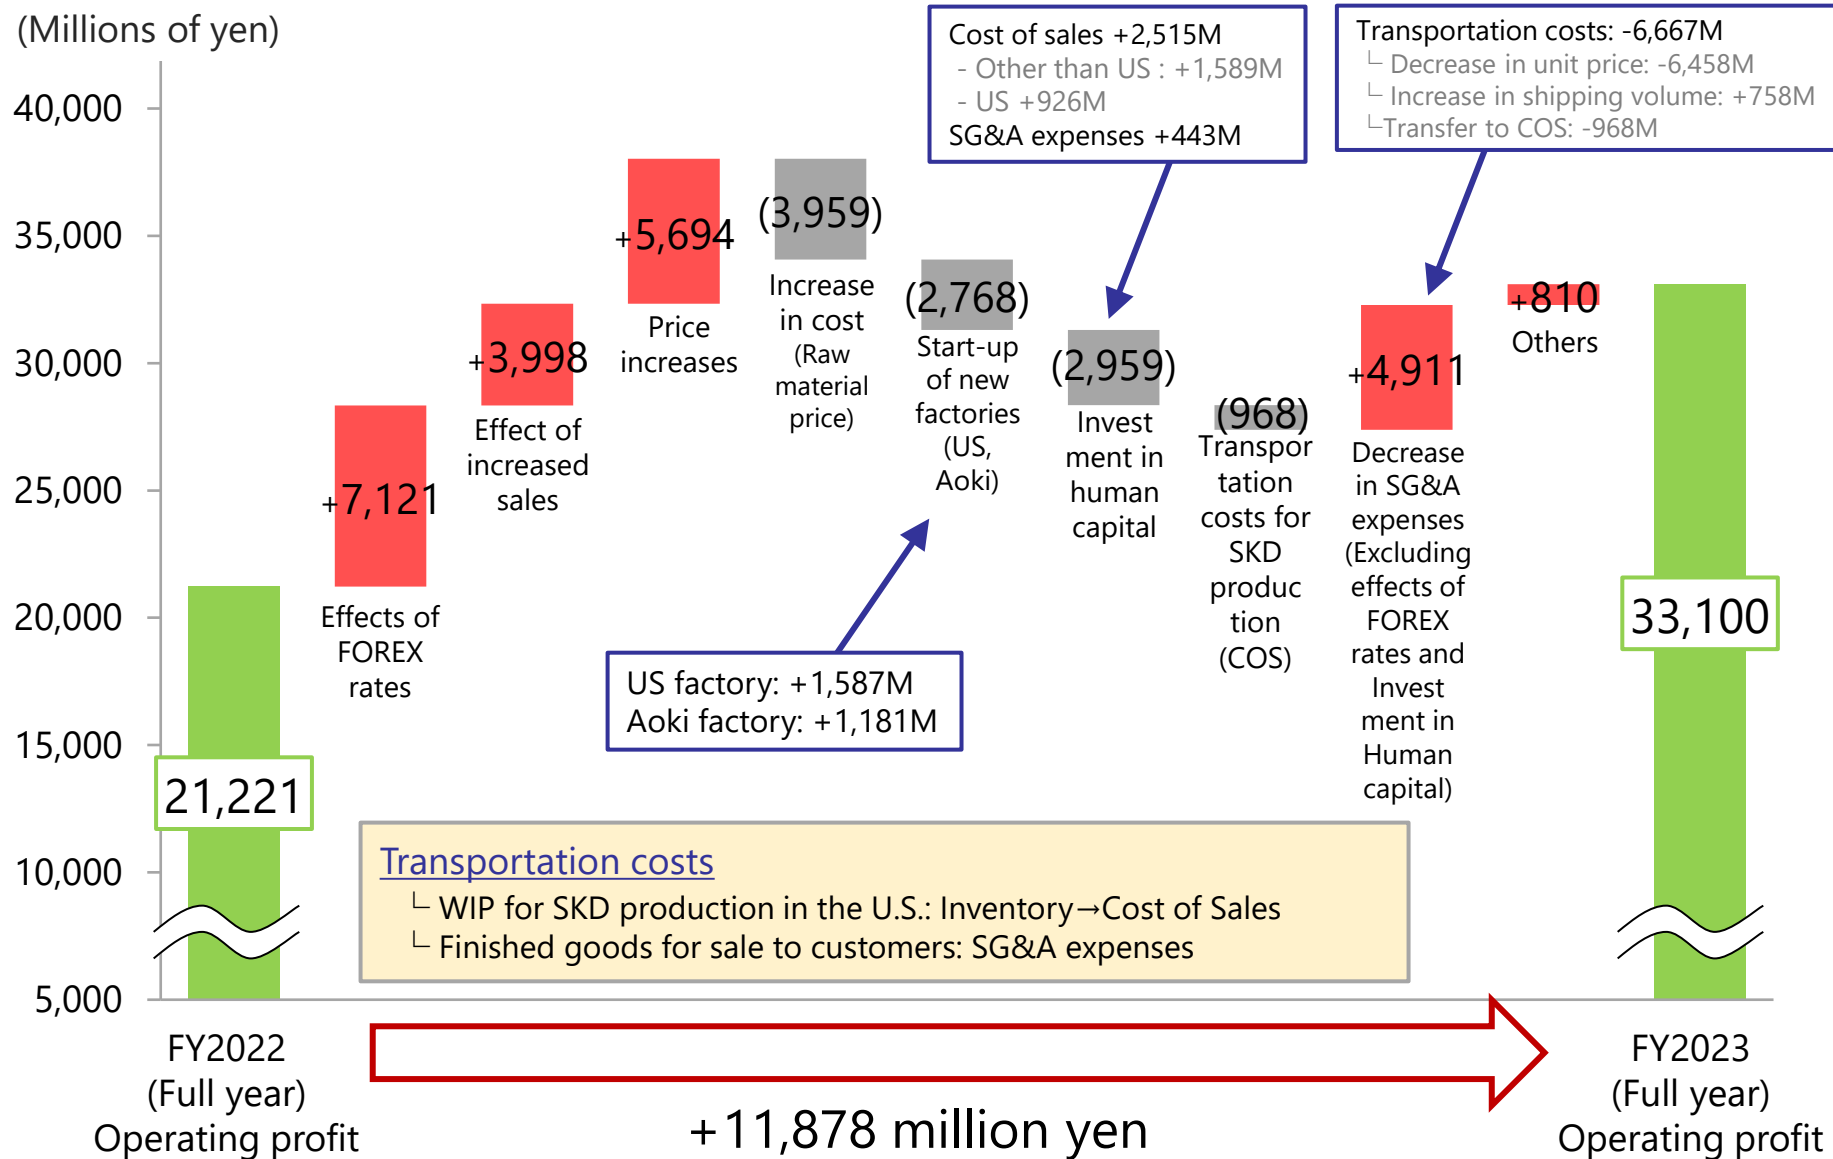 (Millions of yen)
40,000
35,000
30,000
25,000
20,000
15,000
10,000
5,000
Cost of sales +2,515M
- Other than US : +1,589M
- US +926M
SG&A expenses +443M
Transportation costs: -6,667M
└ Decrease in unit price: -6,458M
└ Increase in shipping volume: +758M
└Transfer to COS: -968M
21,221
+7,121
Effects of
FOREX
rates
+3,998
Effect of
increased
sales
+5,694
Price
increases
(3,959)
Increase
in cost
(Raw
material
price)
(2,768)
Start-up
of new
factories
(US,
Aoki)
(2,959)
Invest
ment in
human
capital
(968)
Transpor
tation
costs for
SKD
produc
tion
(COS)
+4,911
Decrease
in SG&A
expenses
(Excluding
effects of
FOREX
rates and
Invest
ment in
Human
capital)
+810
Others
33,100
US factory: +1,587M
Aoki factory: +1,181M
Transportation costs
└ WIP for SKD production in the U.S.: Inventory→Cost of Sales
└ Finished goods for sale to customers: SG&A expenses
FY2022
(Full year)
Operating profit
+11,878 million yen
FY2023
(Full year)
Operating profit